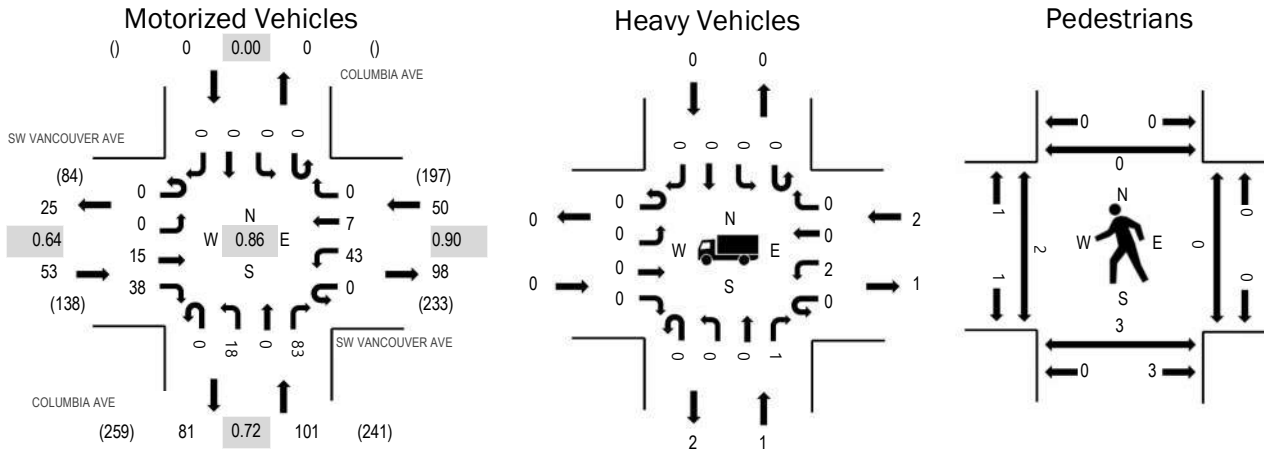 Motorized Vehicles
() 0 0.00 0 ()
COLUMBIA AVE
SW VANCOUVER AVE
0 0 0 0
(84) 0 0 (197)
25 0 7 50
N
0.64 W 0.86 E 0.90
S
53 15 43 98
(138) 38 0 (233)
0 18 0 83
SW VANCOUVER AVE
COLUMBIA AVE
(259) 81 0.72 101 (241)
Heavy Vehicles
0 0
0 0 0 0
0 0
0 0 0 2
N
W E
S
0 0 2 1
0 0
0 0 0 1
2 1
Pedestrians
0 0
0
1 2 N 0 0
W E
1 S 0
3
0 3